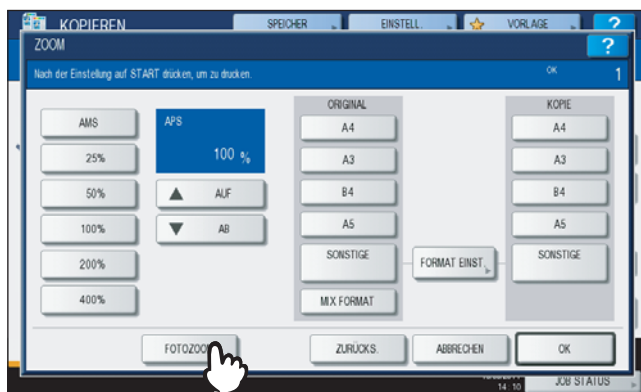 KOPIEREN SPEICHER EINSTELL. VORLAGE ?
ZOOM ?
Nach der Einstellung auf START drücken, um zu drucken. OK 1
ORIGINAL KOPIE
AMS APS A4 A4
25% 100 % A3 A3
50% AUF B4 B4
100% AB A5 A5
200% SONSTIGE FORMAT EINST. SONSTIGE
400% MIX FORMAT
FOTOZOOM ZURÜCKS. ABBRECHEN OK
14:10 JOB STATUS